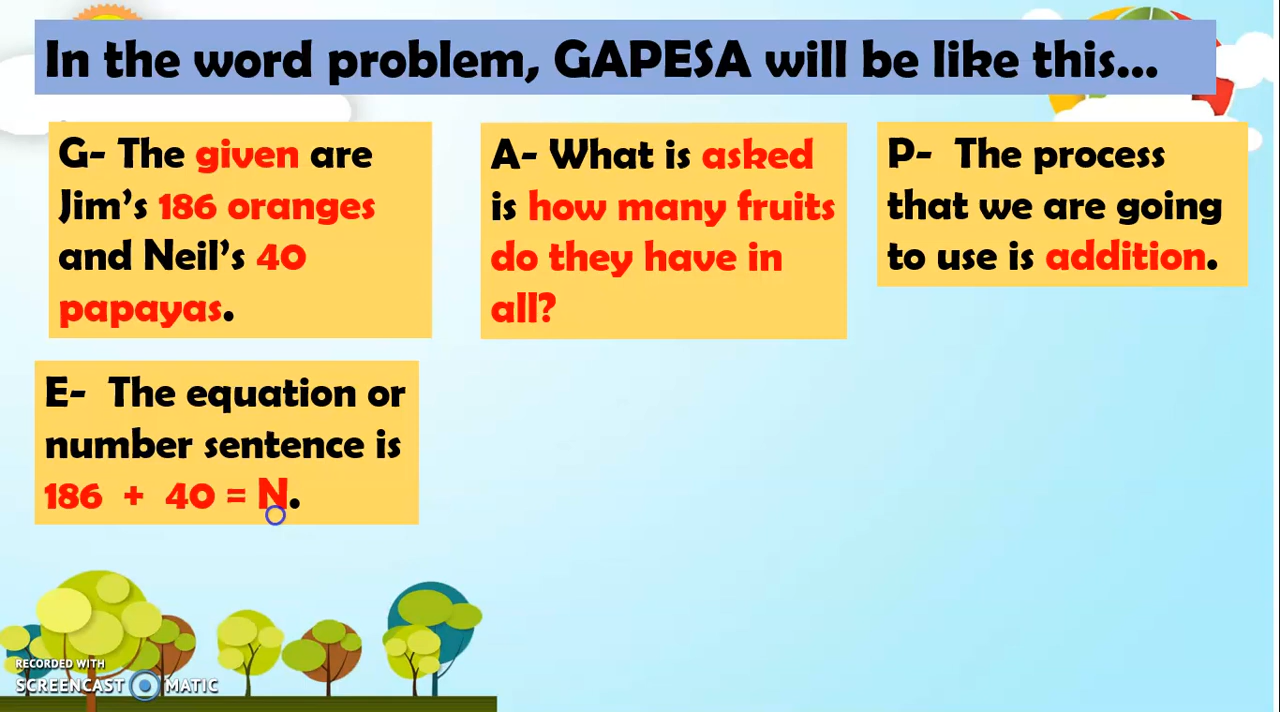 In the word problem, GAPESA will be like this...
G- The given are
Jim's 186 oranges
and Neil's 40
papayas.
A- What is asked
is how many fruits
do they have in
all?
P- The process
that we are going
to use is addition.
E- The equation or
number sentence is
186 + 40 = N.
RECORDED WITH
SCREENCAST MATIC